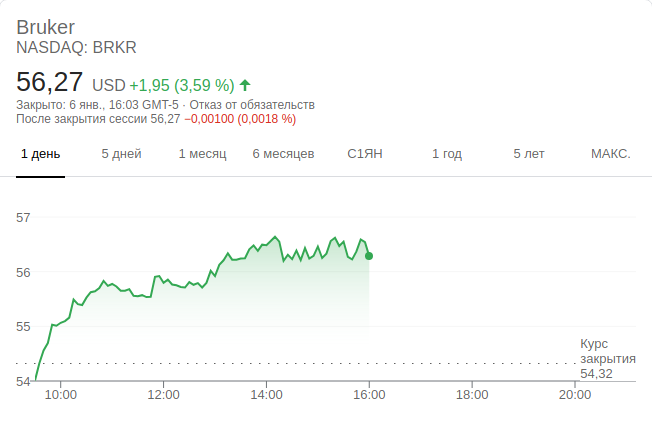 Bruker
NASDAQ: BRKR
56,27 USD +1,95 (3,59 %)
Закрыто: 6 янв., 16:03 GMT-5 · Отказ от обязательств
После закрытия сессии 56,27 −0,00100 (0,0018 %)
1 день 5 дней 1 месяц 6 месяцев С1ЯН 1 год 5 лет МАКС.
57
56
55
Курс
закрытия
54,32
54
10:00 12:00 14:00 16:00 18:00 20:00